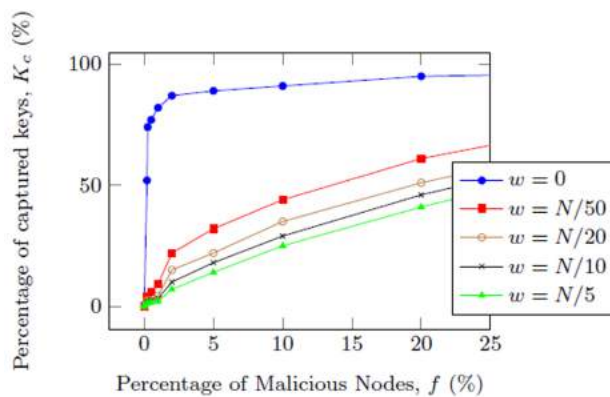 Percentage of captured keys, K_c (%)
100
50
0
0
5
10
15
20
25
Percentage of Malicious Nodes, f (%)
w = 0
w = N/50
w = N/20
w = N/10
w = N/5